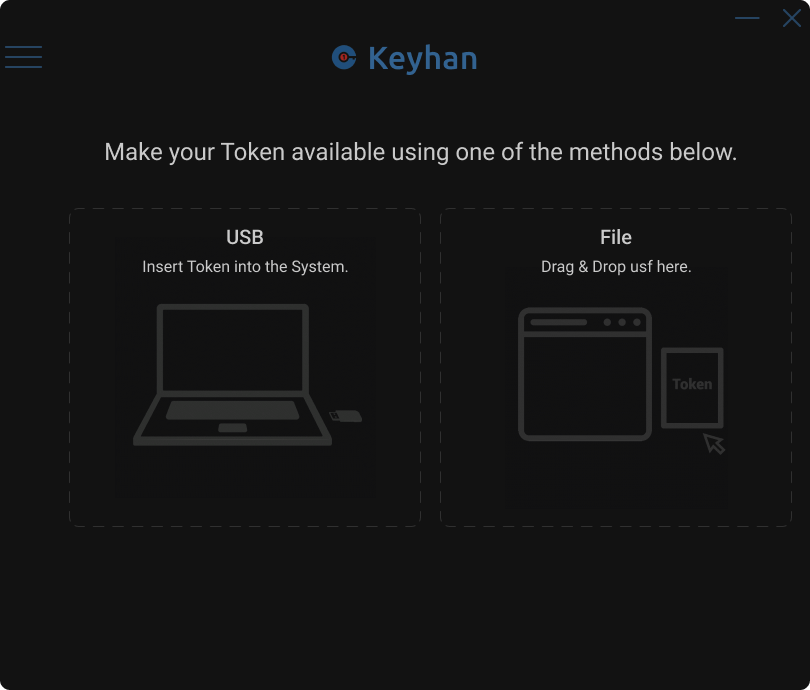 Keyhan
Make your Token available using one of the methods below.
USB
Insert Token into the System.
File
Drag & Drop usf here.
Token